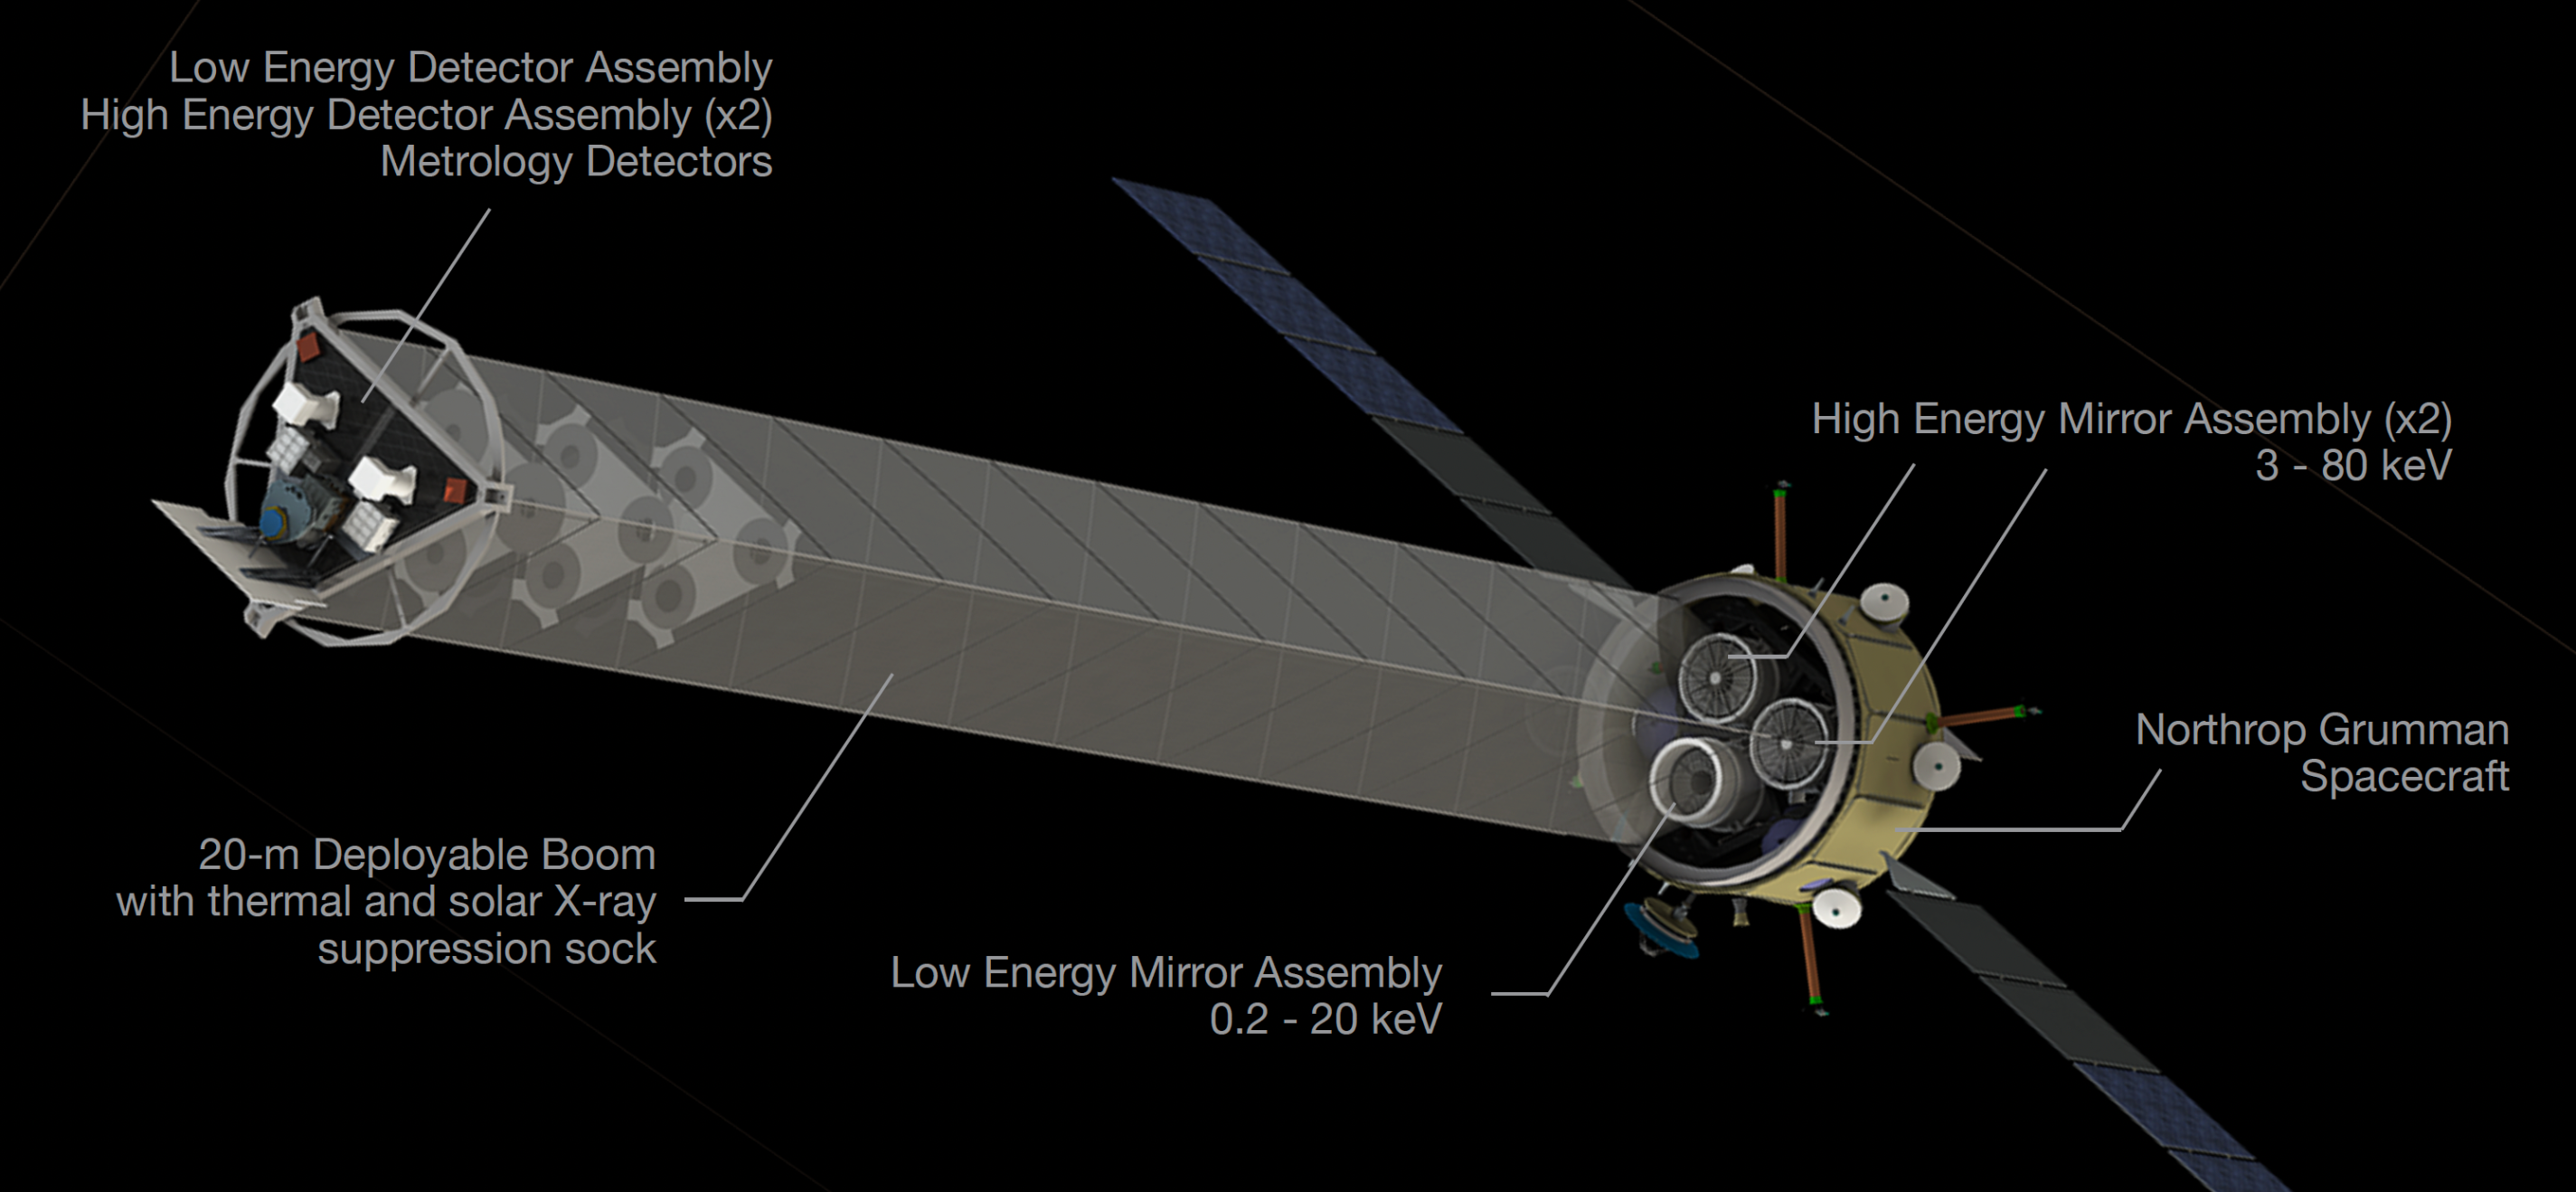 Low Energy Detector Assembly
High Energy Detector Assembly (x2)
Metrology Detectors
High Energy Mirror Assembly (x2)
3 - 80 keV
Northrop Grumman
Spacecraft
20-m Deployable Boom
with thermal and solar X-ray
suppression sock
Low Energy Mirror Assembly
0.2 - 20 keV